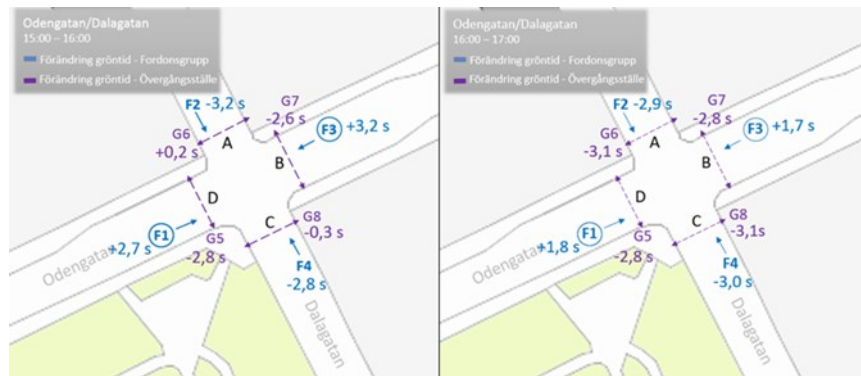 Odengatan/Dalagatan
15:00 – 16:00
Förändring gröntid - Fordonsgrupp
Förändring gröntid - Övergångsställe
F2 -3,2 s
G7
-2,6 s
G6
+0,2 s
A
F3 +3,2 s
B
D
C
F1
+2,7 s
G5
-2,8 s
G8
-0,3 s
F4
-2,8 s
Odengatan
Dalagatan
Odengatan/Dalagatan
16:00 – 17:00
Förändring gröntid - Fordonsgrupp
Förändring gröntid - Övergångsställe
F2 -2,9 s
G7
-2,8 s
G6
-3,1 s
A
F3 +1,7 s
B
D
C
F1
+1,8 s
G5
-2,8 s
G8
-3,1s
F4
-3,0 s
Odengatan
Dalagatan